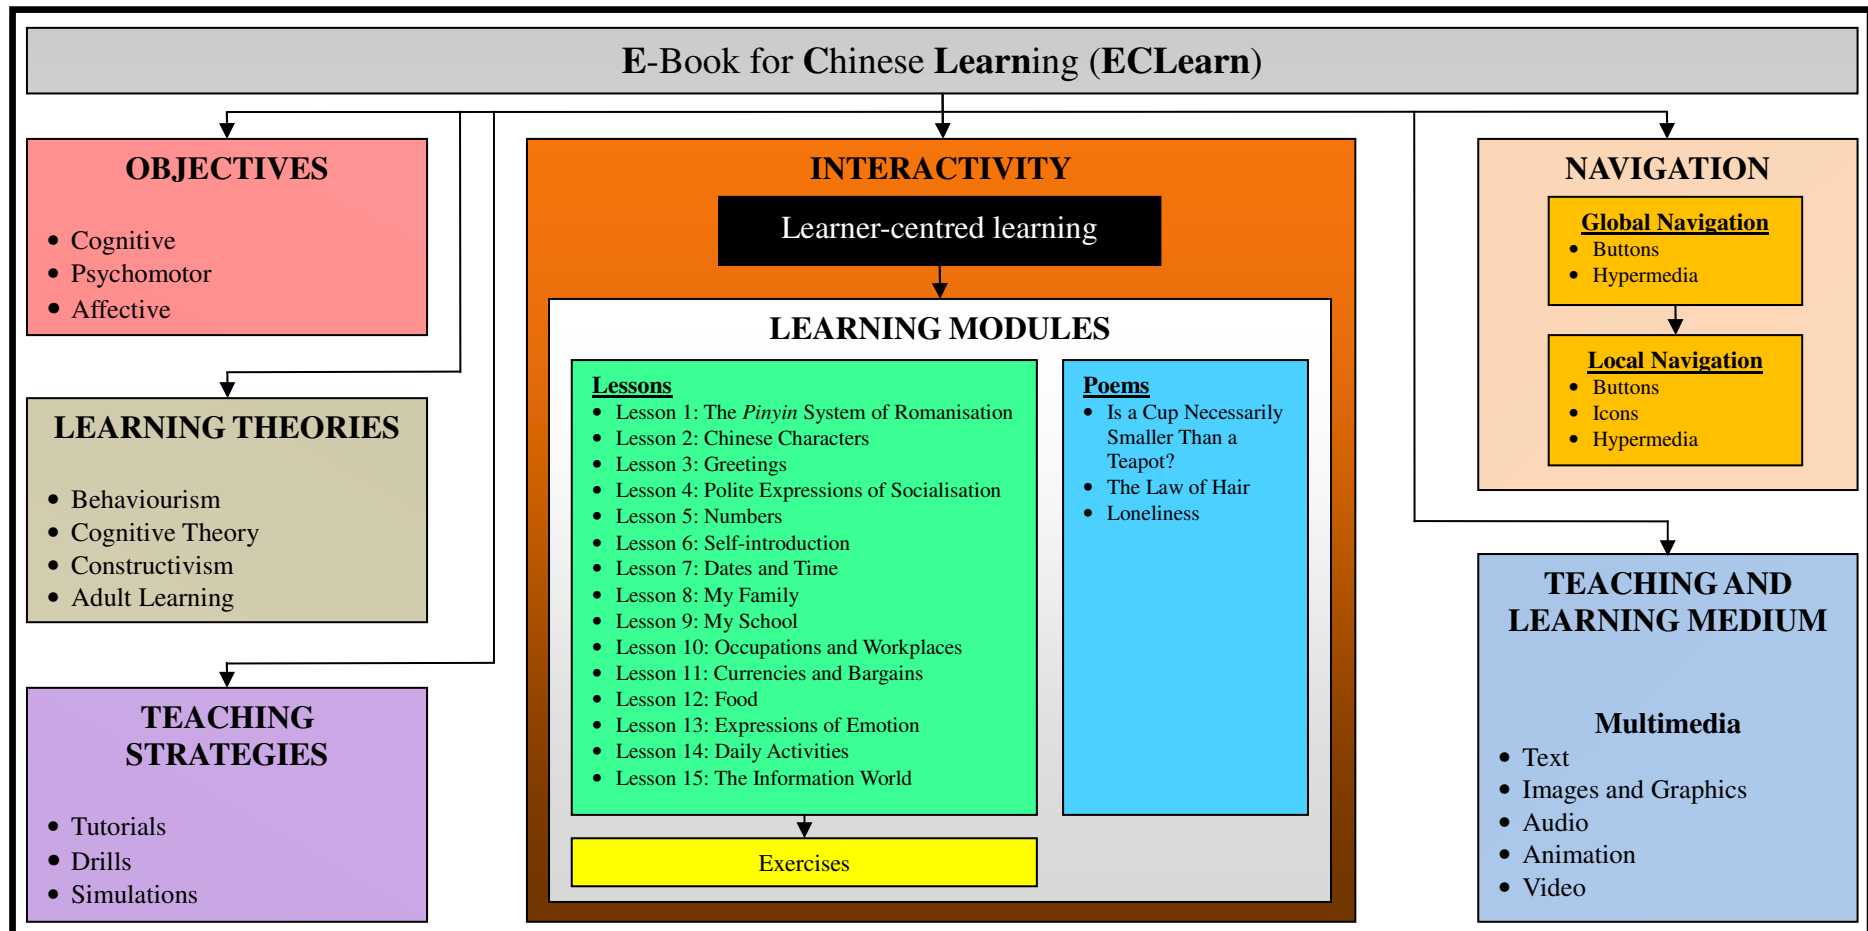 E-Book for Chinese Learning (ECLearn)
OBJECTIVES
• Cognitive
• Psychomotor
• Affective
LEARNING THEORIES
• Behaviourism
• Cognitive Theory
• Constructivism
• Adult Learning
TEACHING
STRATEGIES
• Tutorials
• Drills
• Simulations
INTERACTIVITY
Learner-centred learning
LEARNING MODULES
Lessons
• Lesson 1: The Pinyin System of Romanisation
• Lesson 2: Chinese Characters
• Lesson 3: Greetings
• Lesson 4: Polite Expressions of Socialisation
• Lesson 5: Numbers
• Lesson 6: Self-introduction
• Lesson 7: Dates and Time
• Lesson 8: My Family
• Lesson 9: My School
• Lesson 10: Occupations and Workplaces
• Lesson 11: Currencies and Bargains
• Lesson 12: Food
• Lesson 13: Expressions of Emotion
• Lesson 14: Daily Activities
• Lesson 15: The Information World
Exercises
Poems
• Is a Cup Necessarily
Smaller Than a
Teapot?
• The Law of Hair
• Loneliness
NAVIGATION
Global Navigation
• Buttons
• Hypermedia
Local Navigation
• Buttons
• Icons
• Hypermedia
TEACHING AND
LEARNING MEDIUM
Multimedia
• Text
• Images and Graphics
• Audio
• Animation
• Video